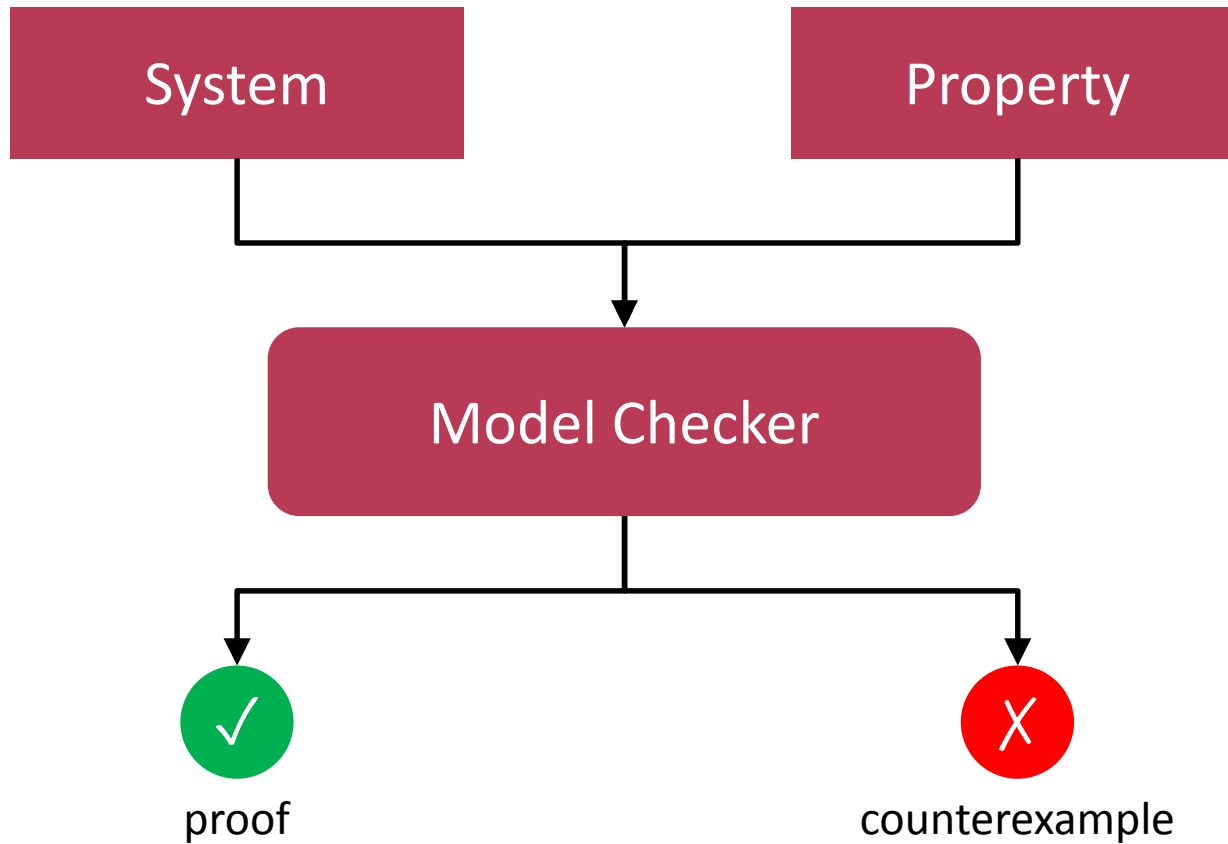 System
Property
Model Checker
✓
✗
proof
counterexample